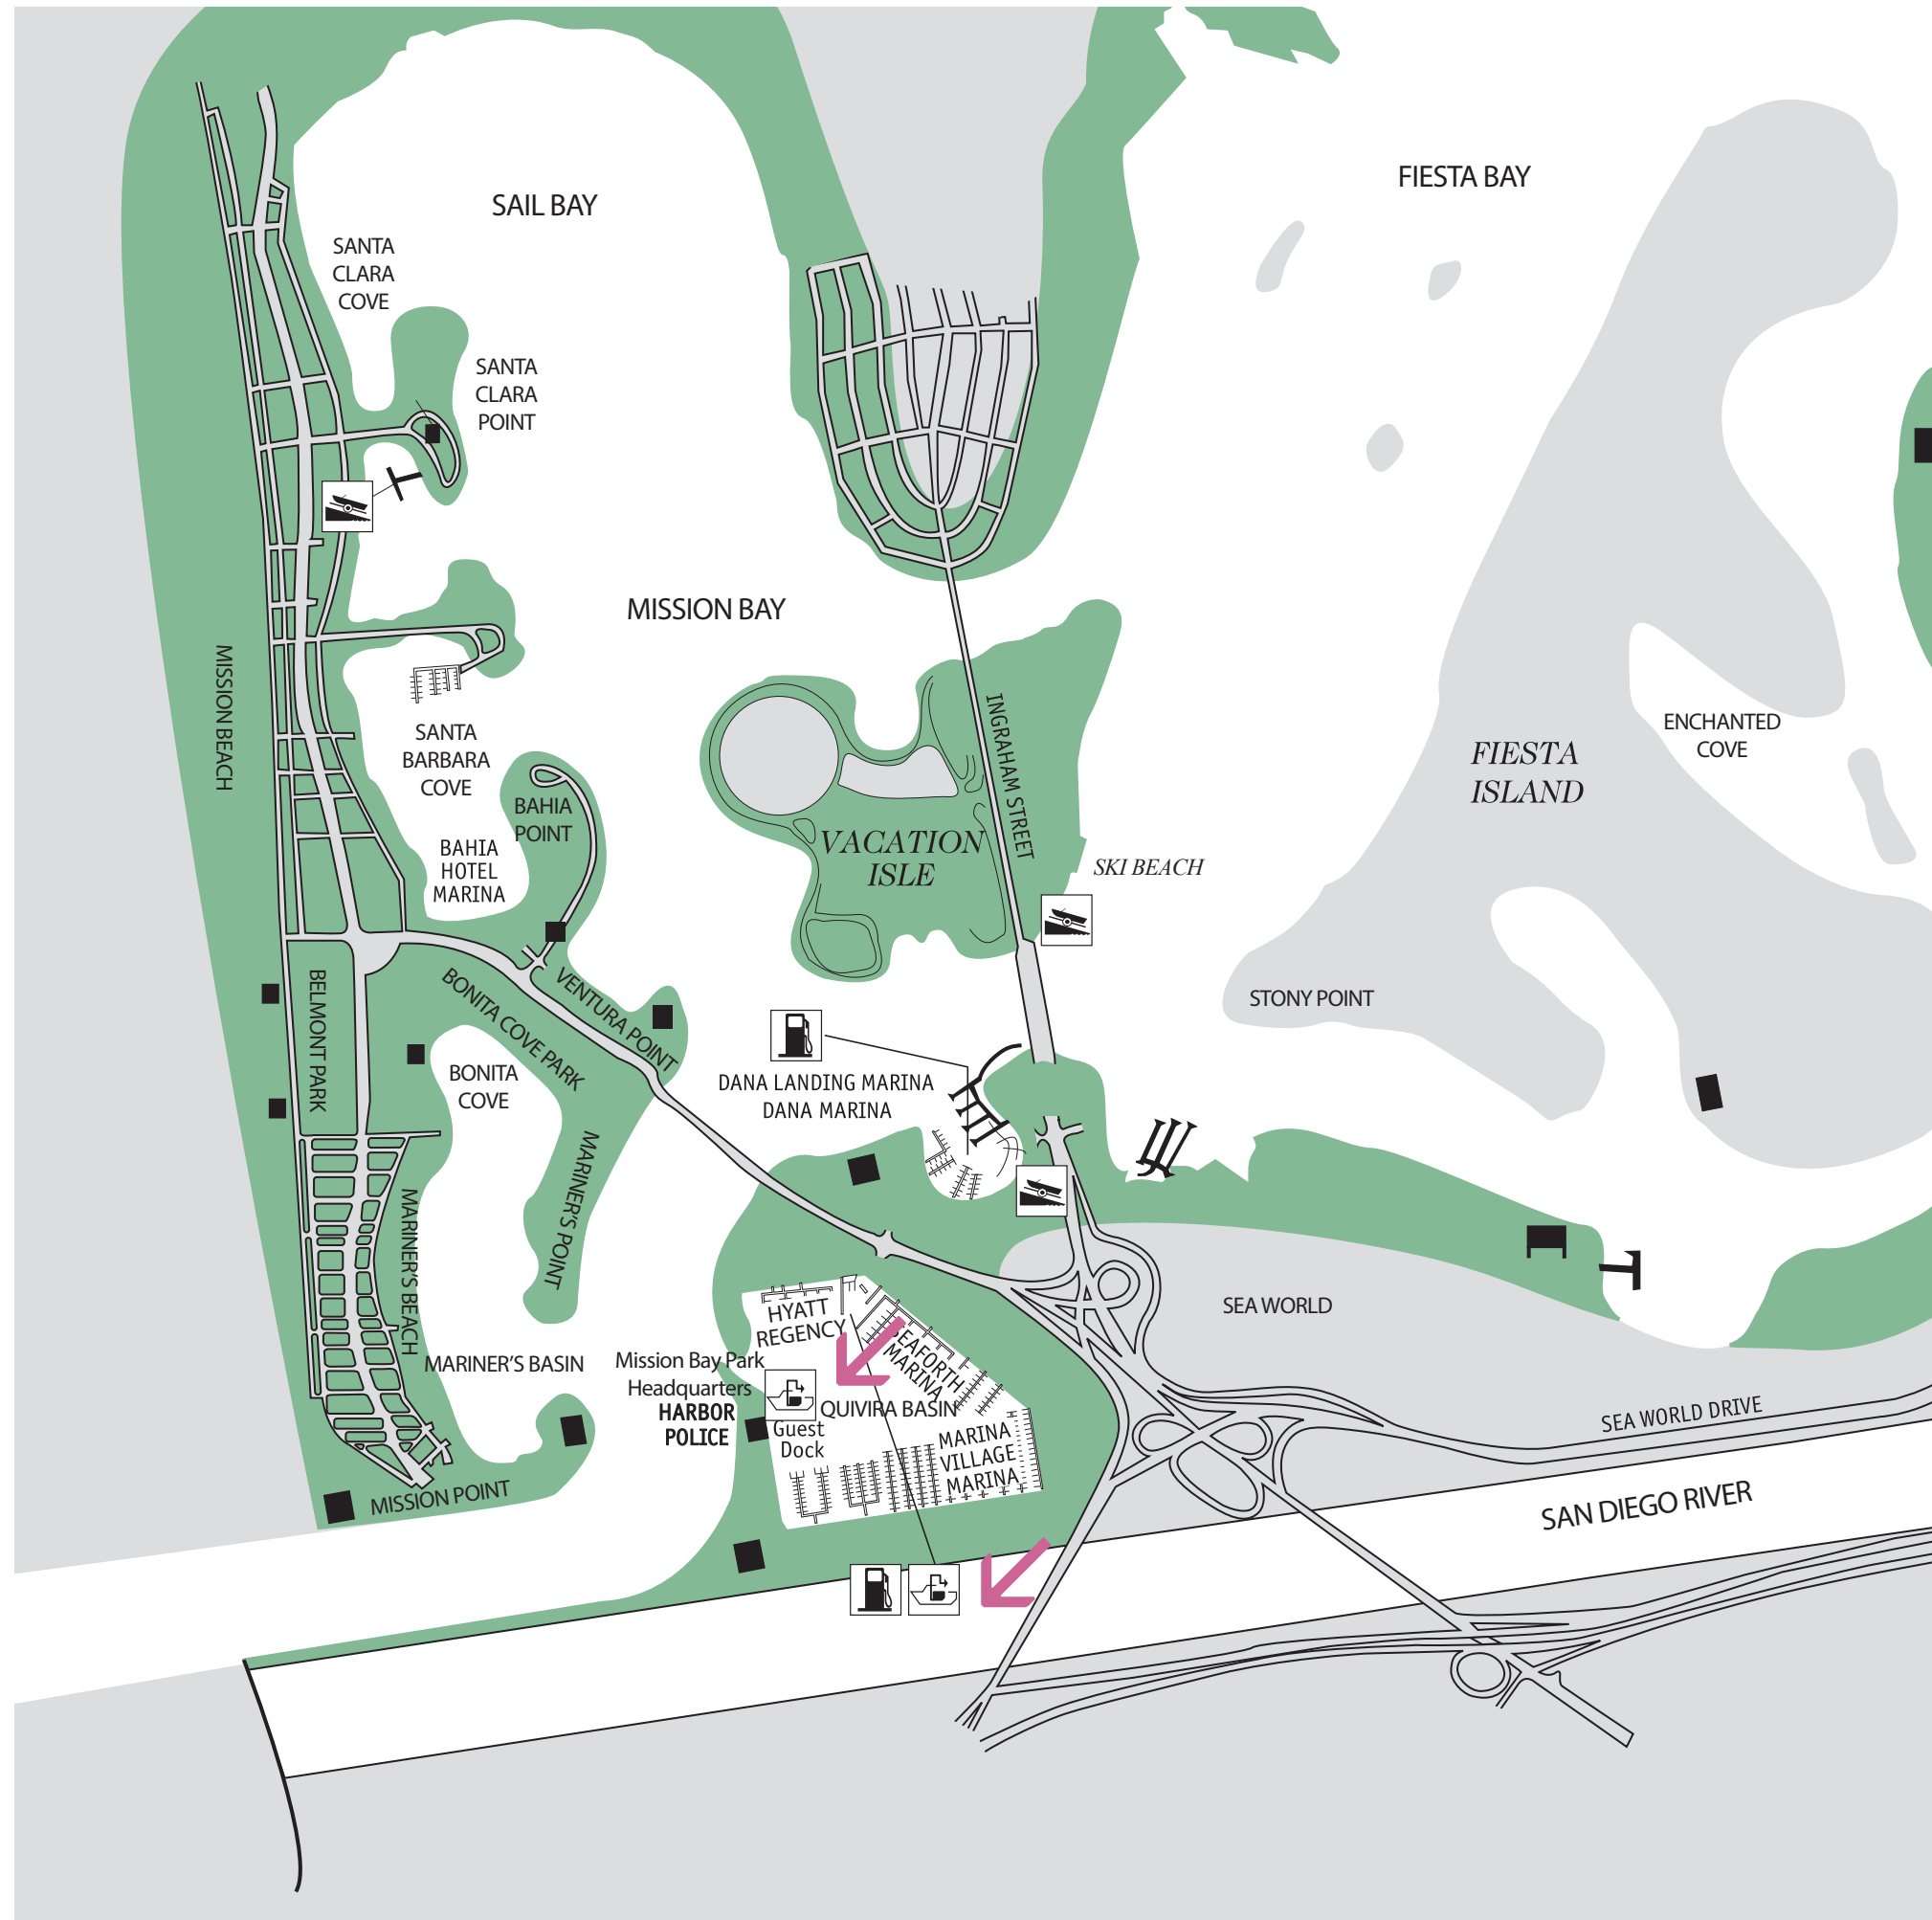 FIESTA BAY
SAIL BAY
SANTA
CLARA
COVE
SANTA
CLARA
POINT
MISSION BAY
MISSION BEACH
INGRAHAM STREET
ENCHANTED
COVE
FIESTA
ISLAND
SANTA
BARBARA
COVE
BAHIA
POINT
BAHIA
HOTEL
MARINA
VACATION
ISLE
SKI BEACH
BELMONT PARK
BONITA COVE PARK
VENTURA POINT
STONY POINT
BONITA
COVE
DANA LANDING MARINA
DANA MARINA
MARINER'S POINT
MARINER'S BEACH
SEA WORLD
HYATT
REGENCY
SEAFORTH
MARINA
MARINER'S BASIN
Mission Bay Park
Headquarters
HARBOR
POLICE
QUIVIRA BASIN
Guest
Dock
MARINA
VILLAGE
MARINA
SEA WORLD DRIVE
MISSION POINT
SAN DIEGO RIVER